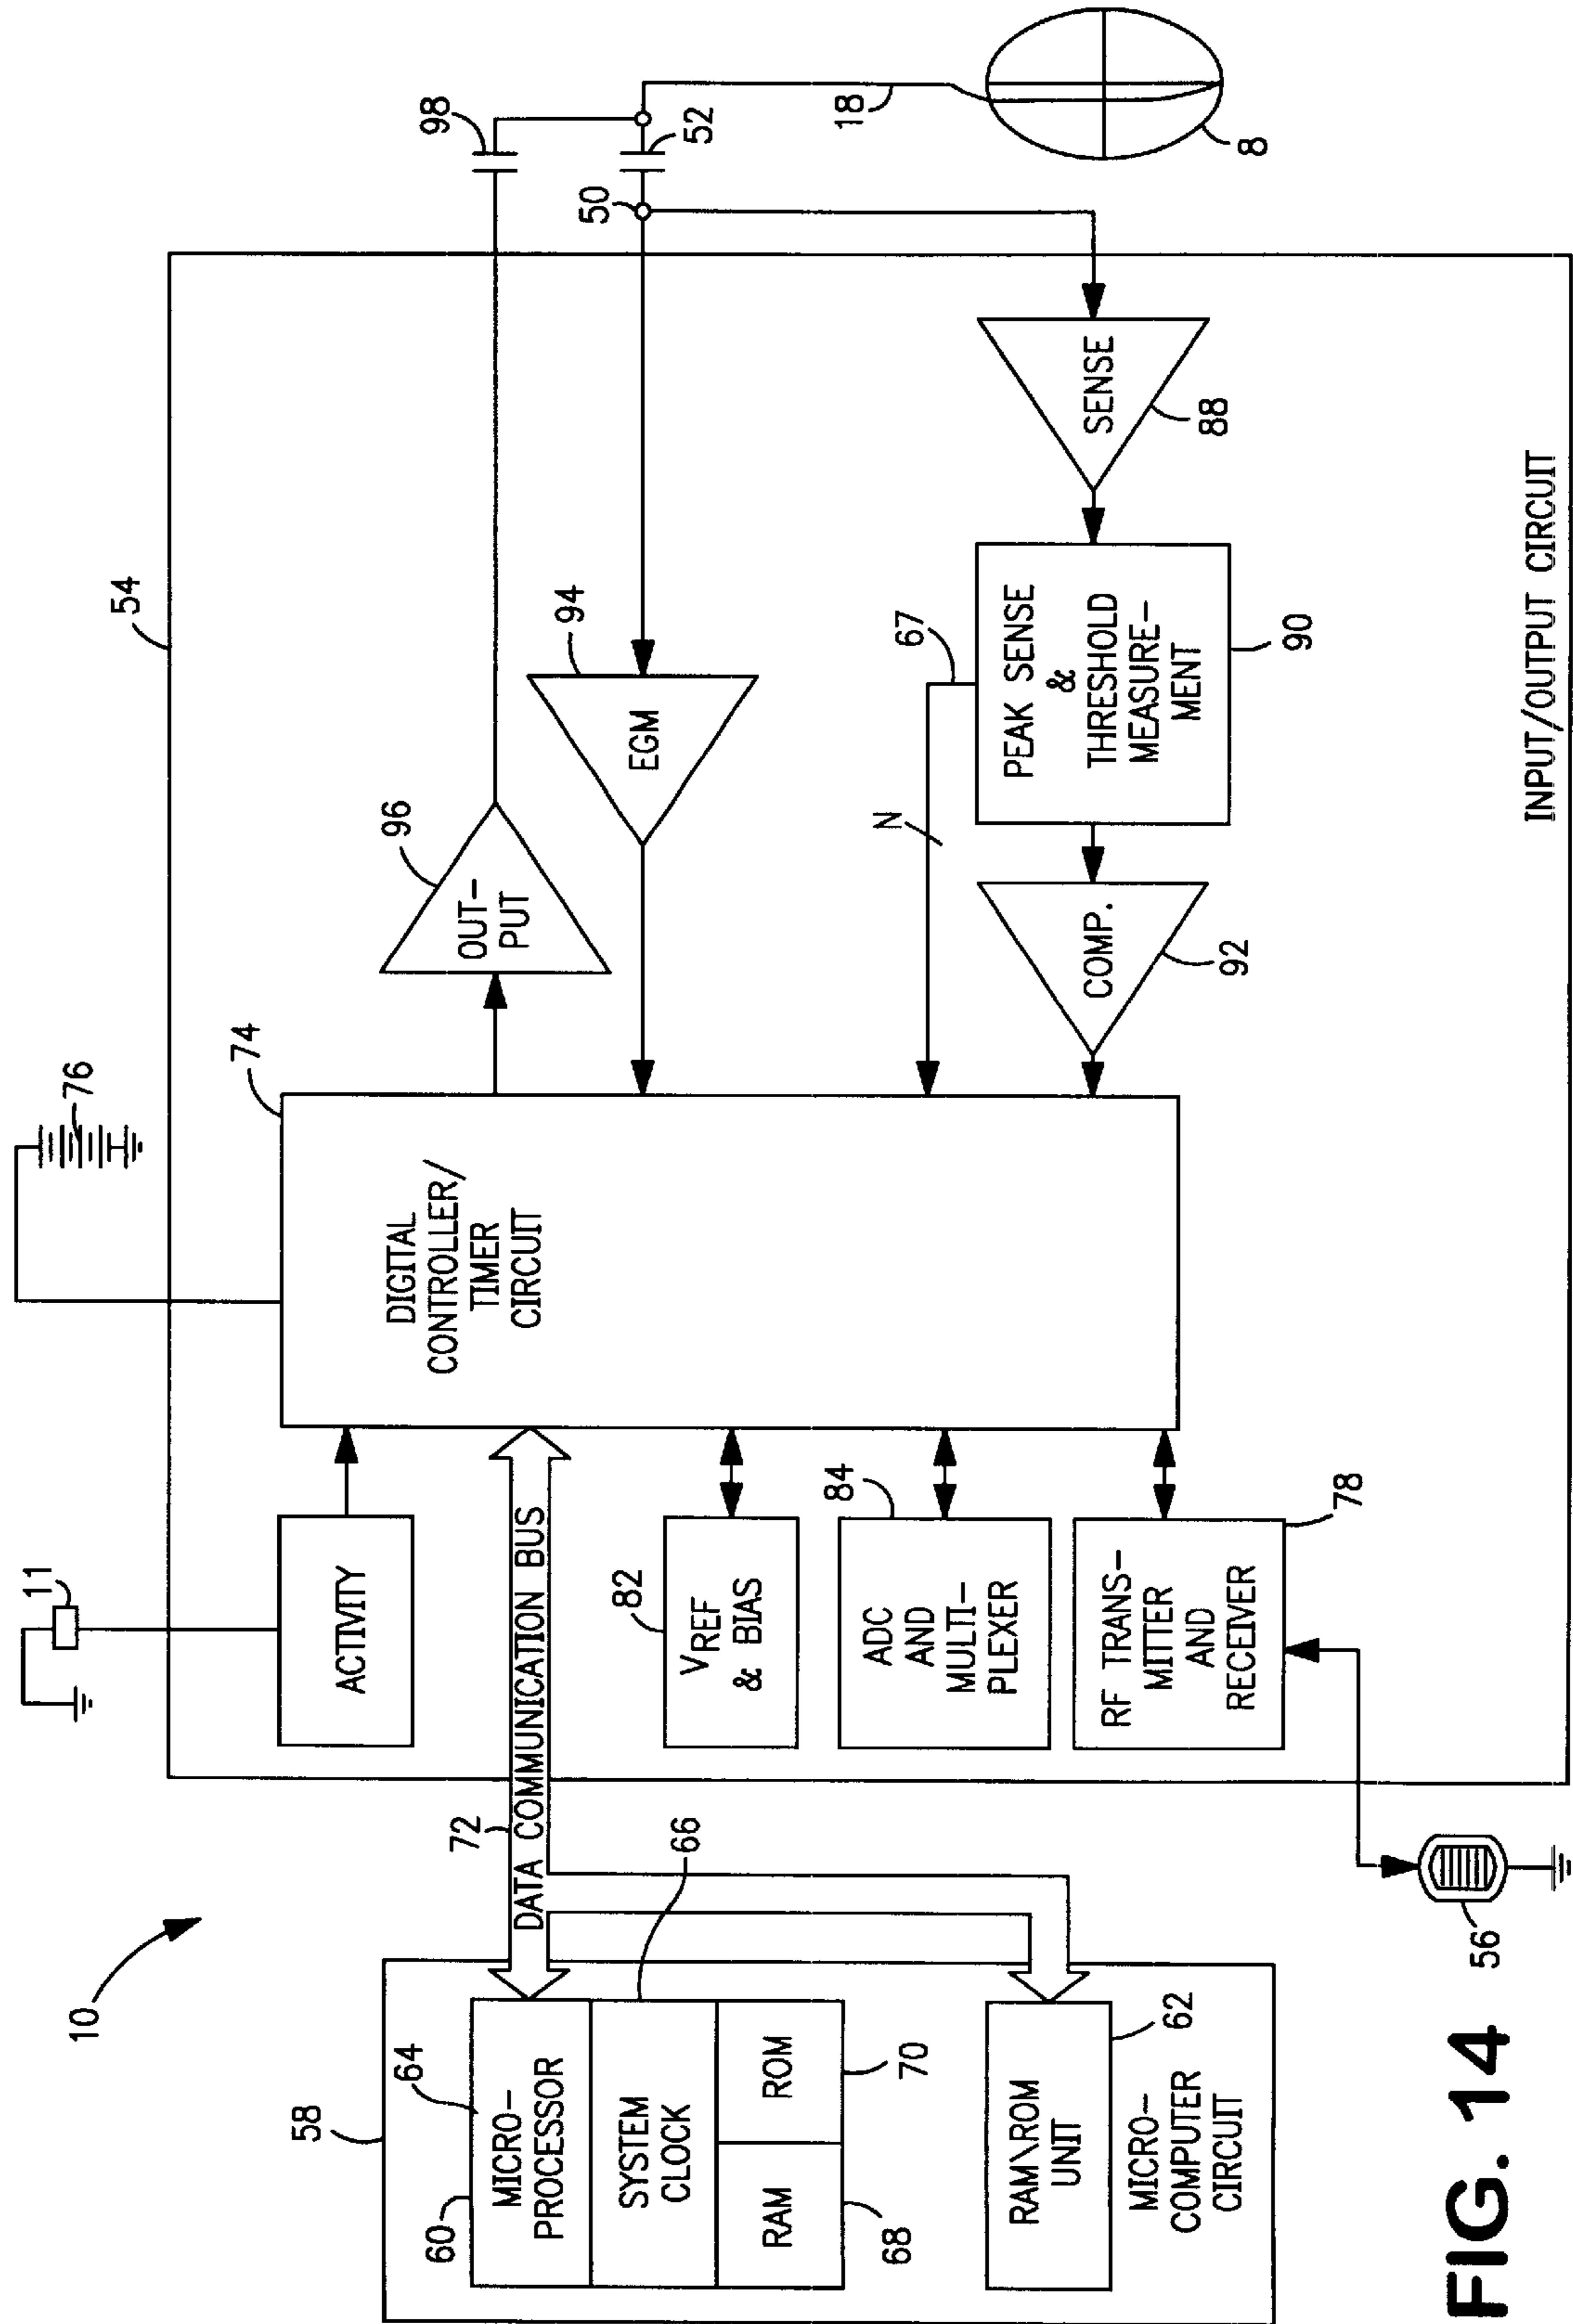 10
58
60
64
MICRO-
PROCESSOR
SYSTEM
CLOCK
66
RAM
ROM
68
70
RAM\ROM
UNIT
62
MICRO-
COMPUTER
CIRCUIT
72
DATA COMMUNICATION BUS
11
ACTIVITY
82
VREF
& BIAS
84
ADC
AND
MULTI-
PLEXER
RF TRANS-
MITTER
AND
RECEIVER
78
56
76
74
DIGITAL
CONTROLLER/
TIMER
CIRCUIT
54
96
OUT-
PUT
94
EGM
67
N
PEAK SENSE
&
THRESHOLD
MEASURE-
MENT
90
COMP.
92
SENSE
88
INPUT/OUTPUT CIRCUIT
98
50
52
18
8
FIG. 14